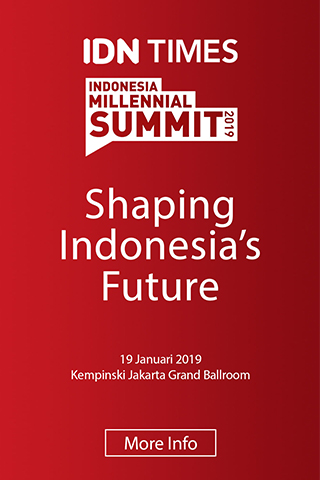 IDN TIMES
INDONESIA
MILLENNIAL
SUMMIT 2019
Shaping
Indonesia's
Future
19 Januari 2019
Kempinski Jakarta Grand Ballroom
More Info